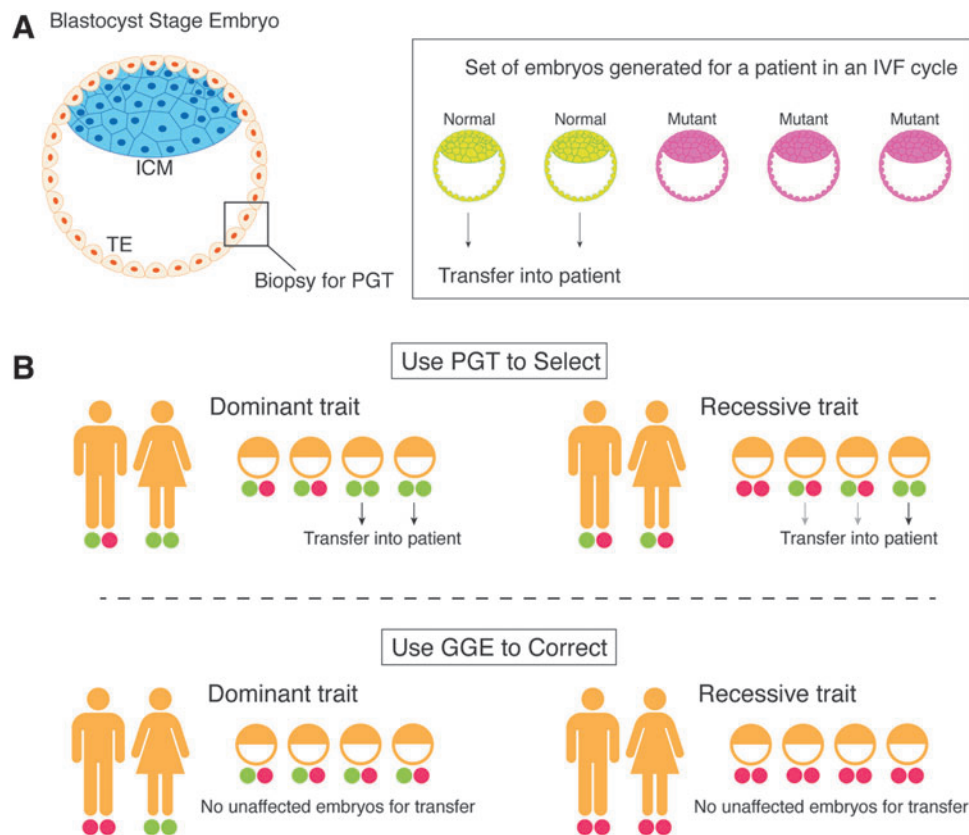 A
Blastocyst Stage Embryo
ICM
TE
Biopsy for PGT
Set of embryos generated for a patient in an IVF cycle
Normal Normal Mutant Mutant Mutant
Transfer into patient
B
Use PGT to Select
Dominant trait
Transfer into patient
Recessive trait
Transfer into patient
Use GGE to Correct
Dominant trait
No unaffected embryos for transfer
Recessive trait
No unaffected embryos for transfer